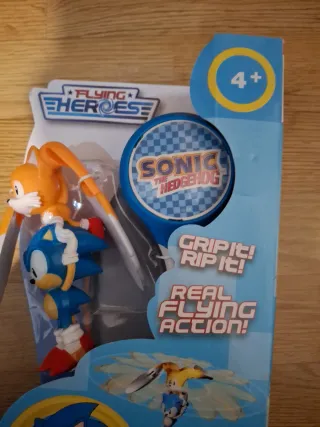 FLYING
HEROES
4+
SONIC
THE HEDGEHOG
GRIP IT!
RIP IT!
REAL
FLYING
ACTION!